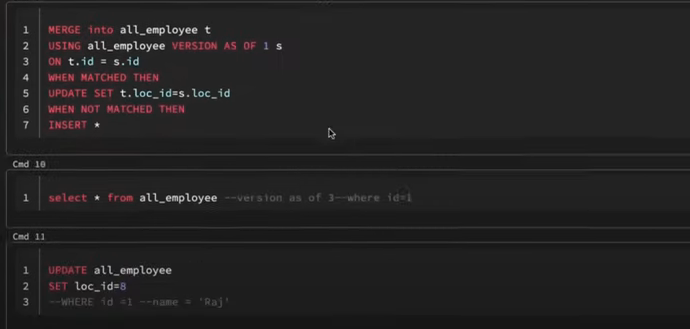 1 MERGE into all_employee t
2 USING all_employee VERSION AS OF 1 s
3 ON t.id = s.id
4 WHEN MATCHED THEN
5 UPDATE SET t.loc_id=s.loc_id
6 WHEN NOT MATCHED THEN
7 INSERT *
Cmd 10
1 select * from all_employee --version as of 3--where id=1
Cmd 11
1 UPDATE all_employee
2 SET loc_id=8
3 --WHERE id =1 --name = 'Raj'